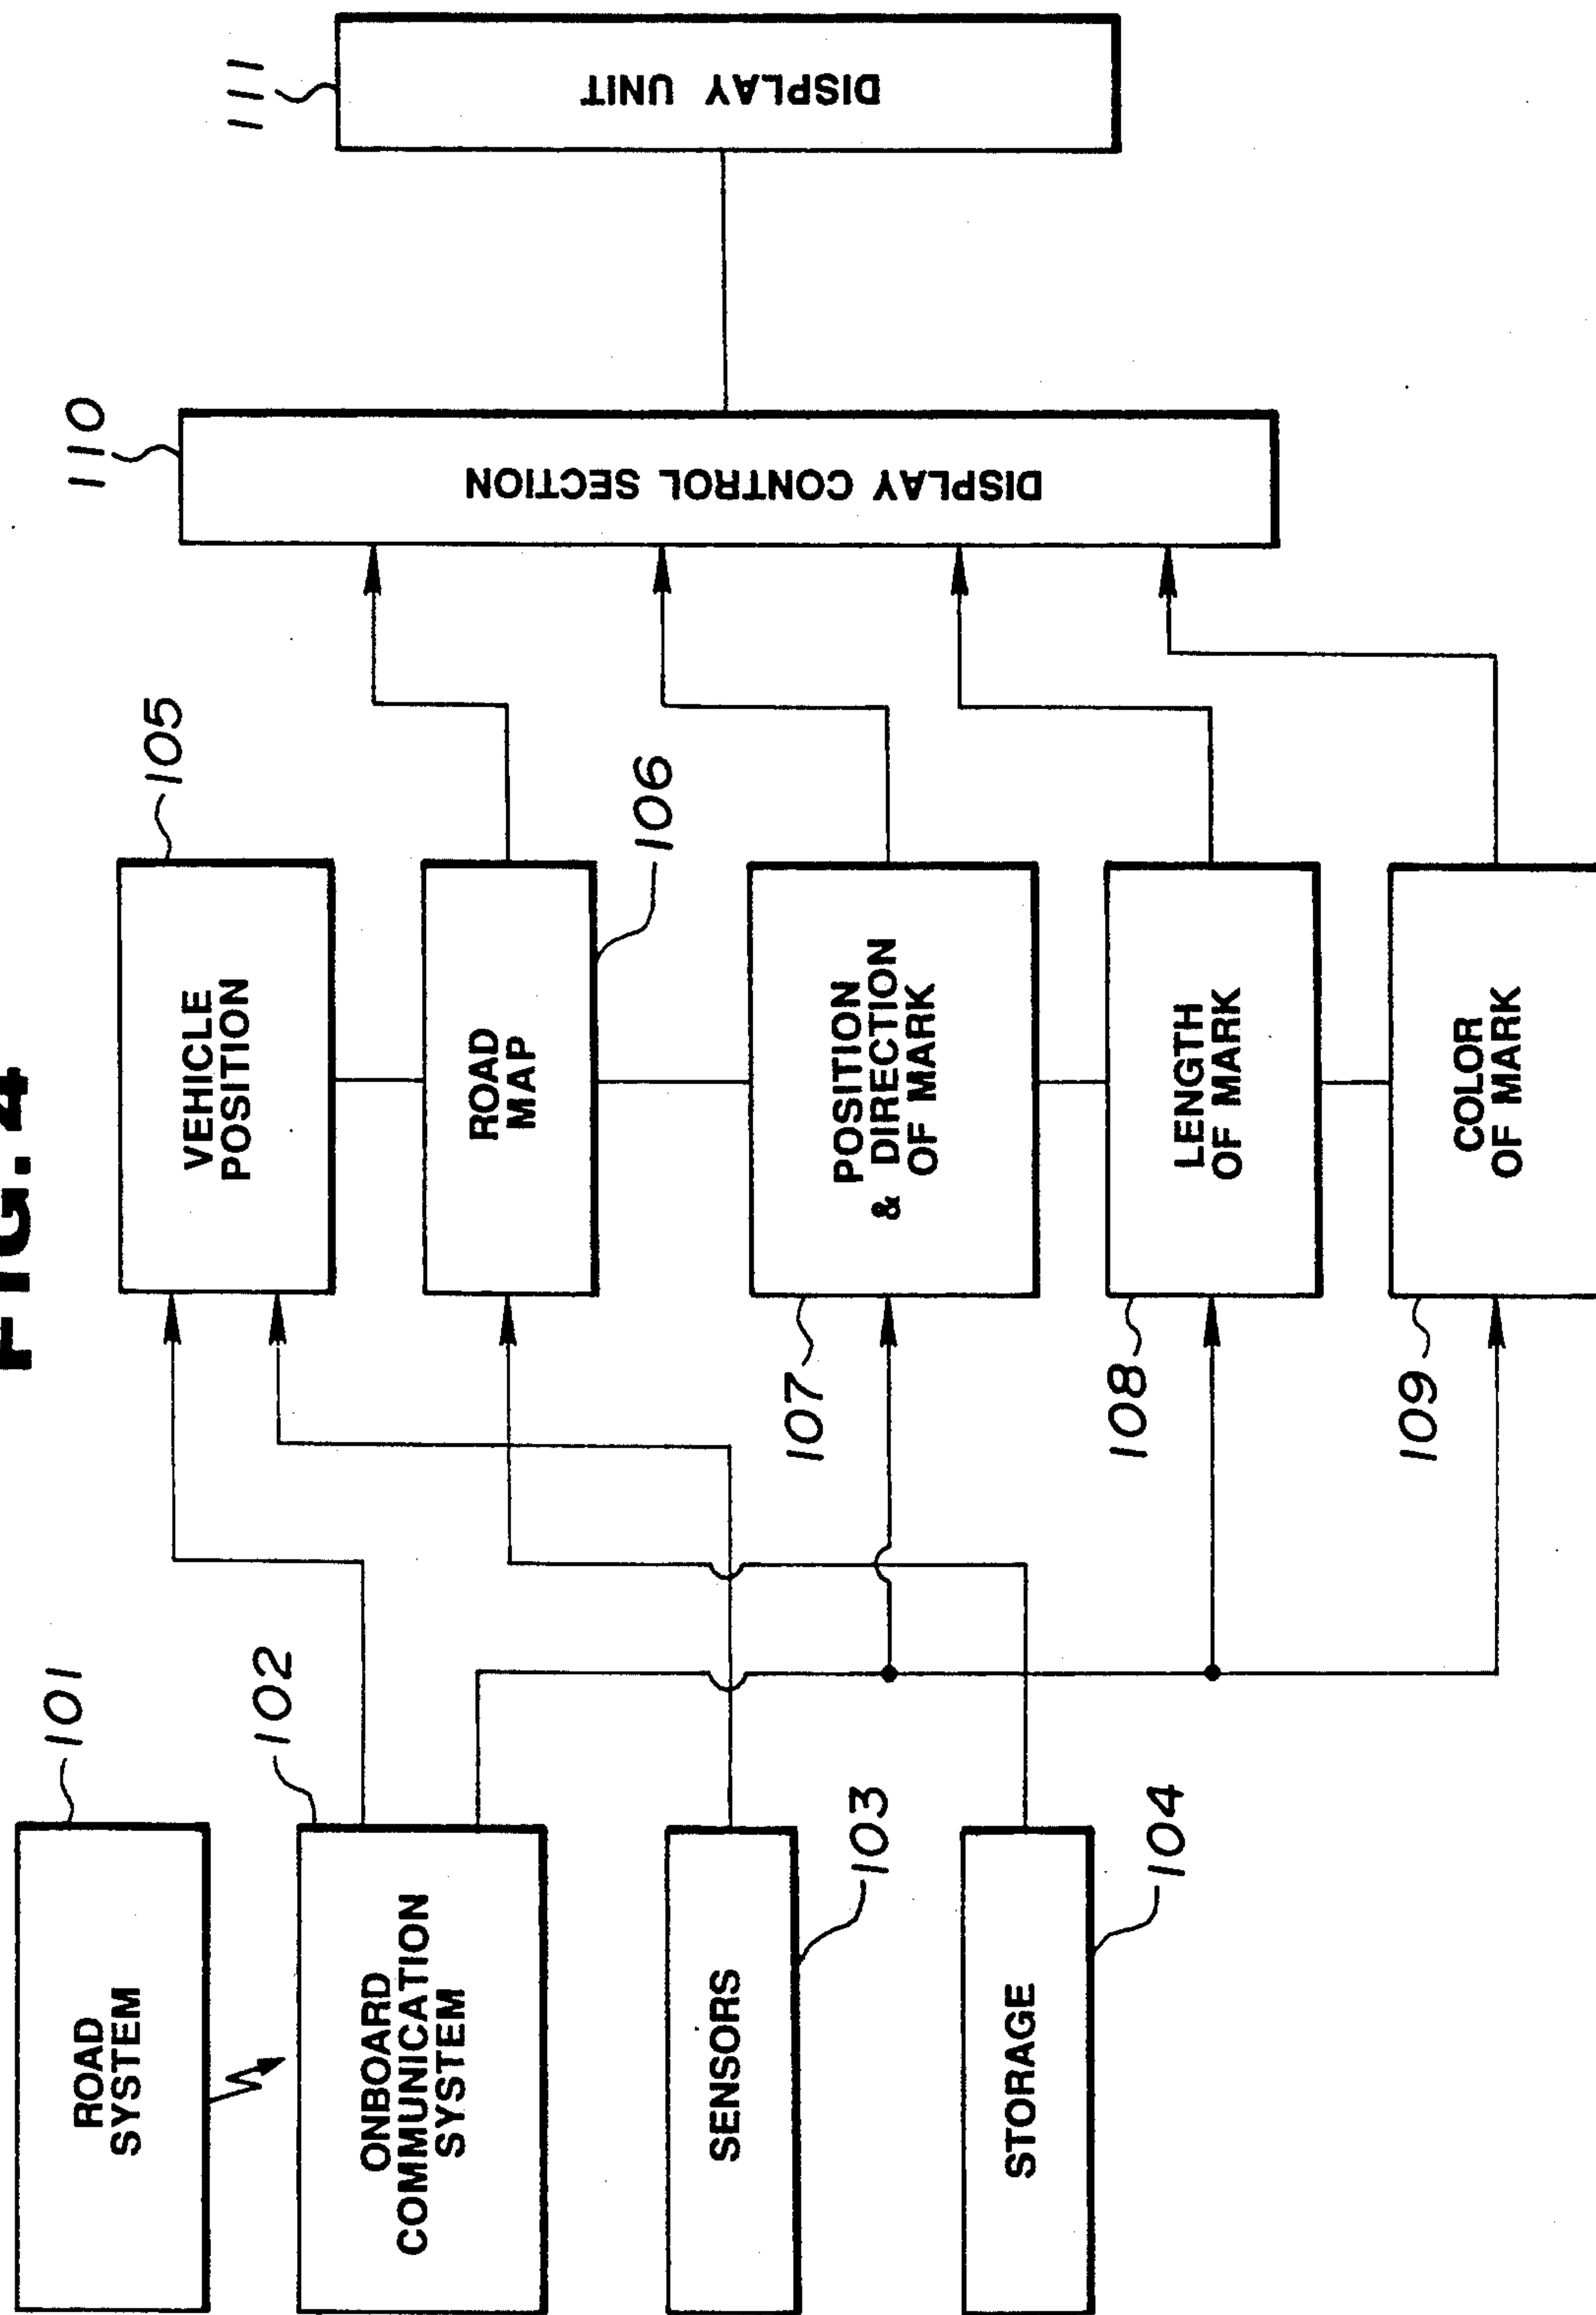 FIG. 4
101
ROAD
SYSTEM
102
ONBOARD
COMMUNICATION
SYSTEM
SENSORS
103
STORAGE
104
105
VEHICLE
POSITION
ROAD
MAP
106
107
POSITION
& DIRECTION
OF MARK
108
LENGTH
OF MARK
109
COLOR
OF MARK
110
DISPLAY CONTROL SECTION
111
DISPLAY UNIT